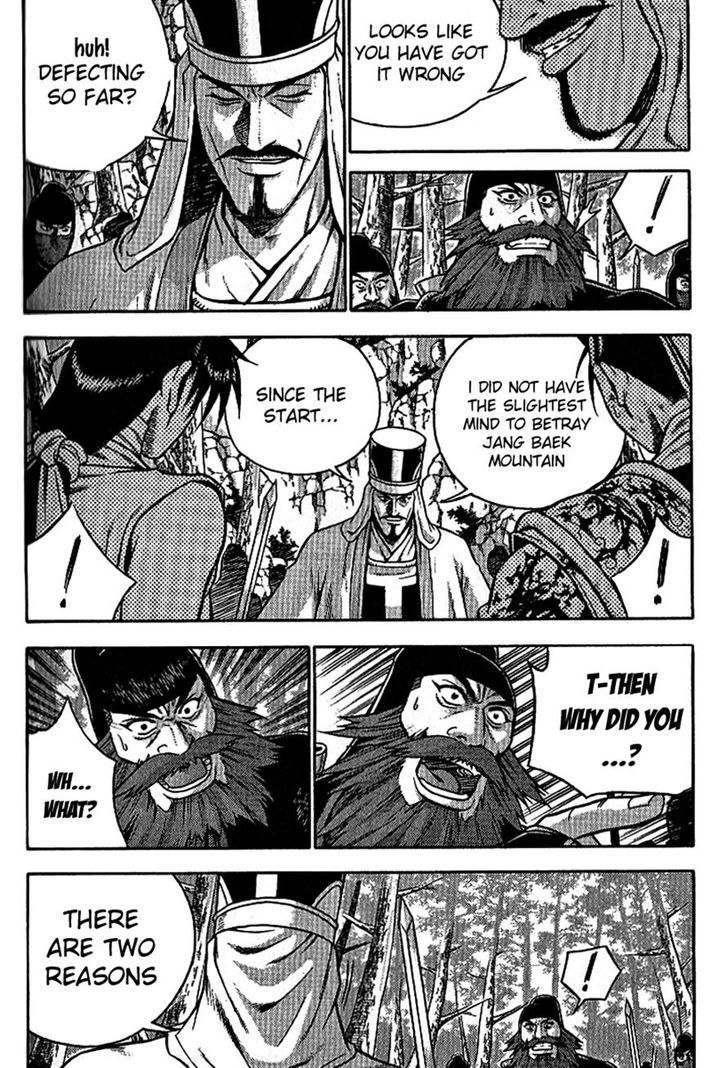 huh!
DEFECTING
SO FAR?
LOOKS LIKE
YOU HAVE GOT
IT WRONG
!
SINCE THE
START...
I DID NOT HAVE
THE SLIGHTEST
MIND TO BETRAY
JANG BAEK
MOUNTAIN
!
!
WH...
WHAT?
T-THEN
WHY DID YOU
...?
THERE
ARE TWO
REASONS
!